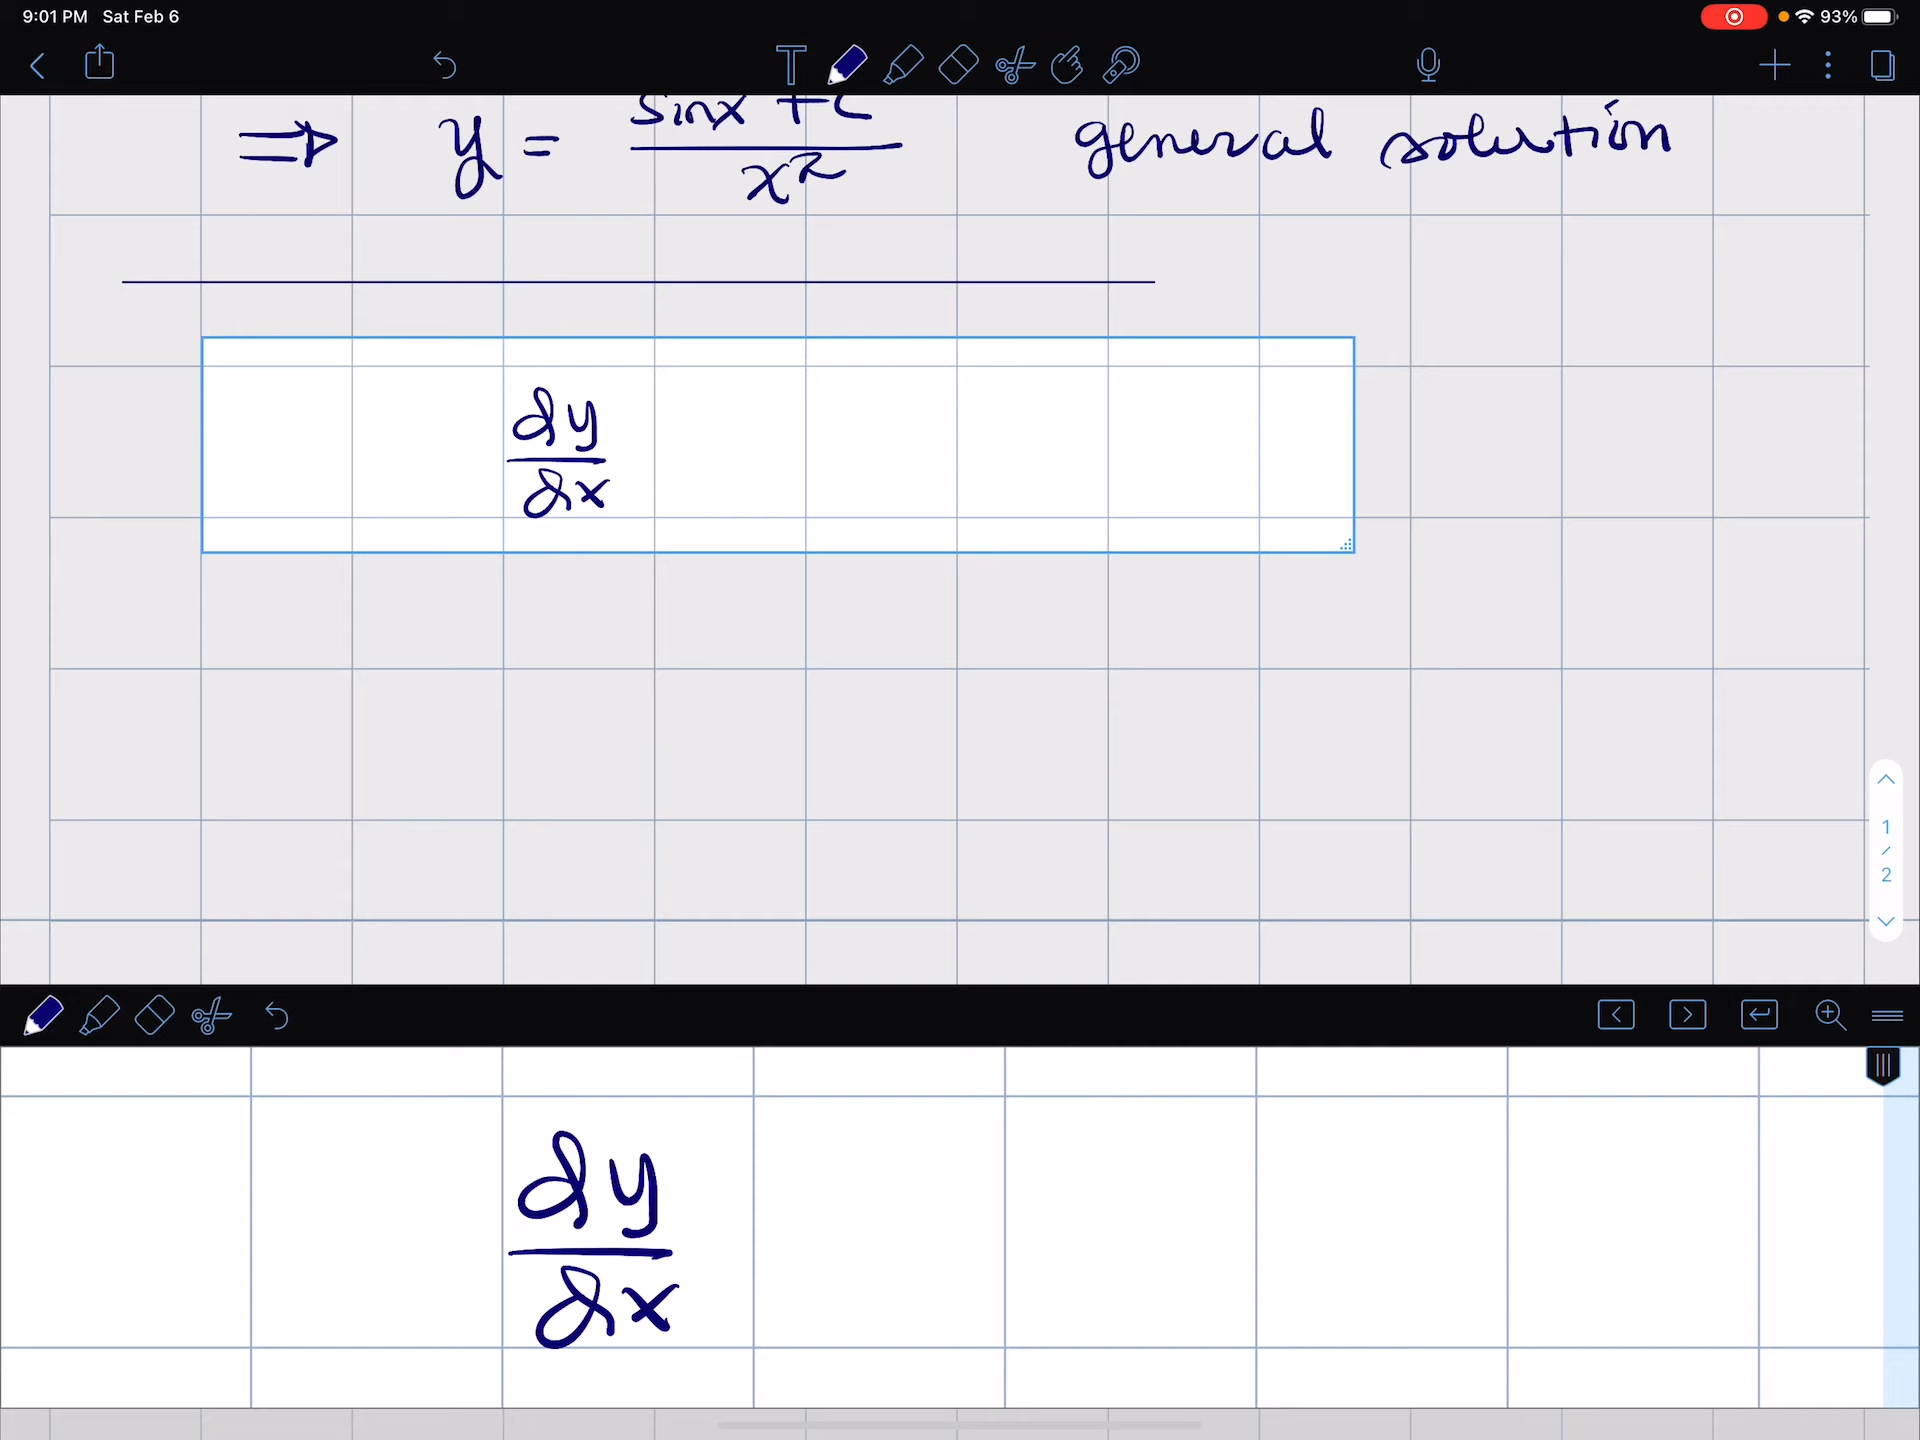 9:01 PM Sat Feb 6
93%
⇒ y = (sinx + c)/x² general solution
dy/dx
1/2
dy/dx